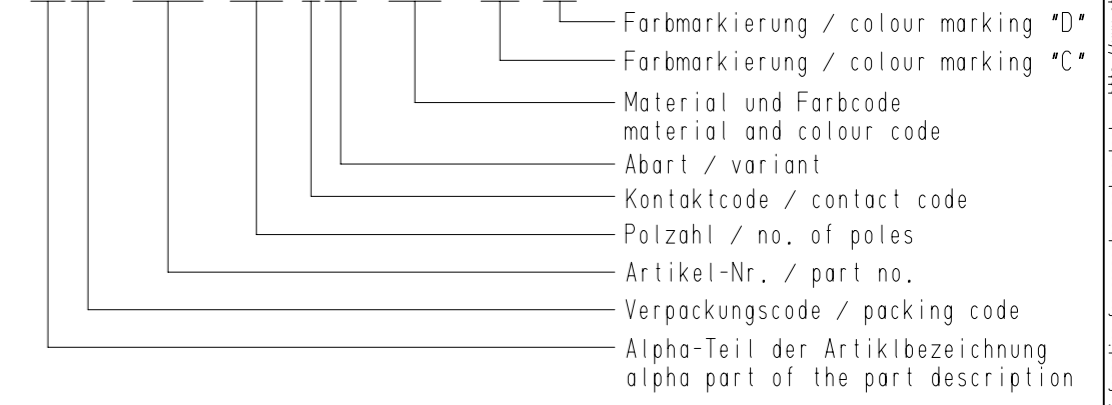 Farbmarkierung / colour marking "D"
Farbmarkierung / colour marking "C"
Material und Farbcode
material and colour code
Abart / variant
Kontaktcode / contact code
Polzahl / no. of poles
Artikel-Nr. / part no.
Verpackungscode / packing code
Alpha-Teil der Artiklbezeichnung
alpha part of the part description